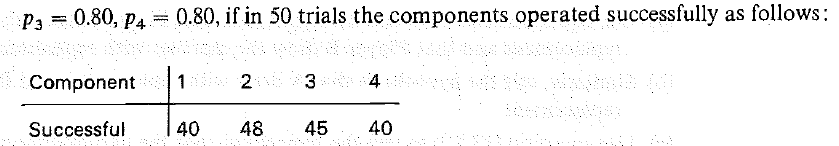 p₃ = 0.80, p₄ = 0.80, if in 50 trials the components operated successfully as follows:
Component 1 2 3 4
Successful 40 48 45 40